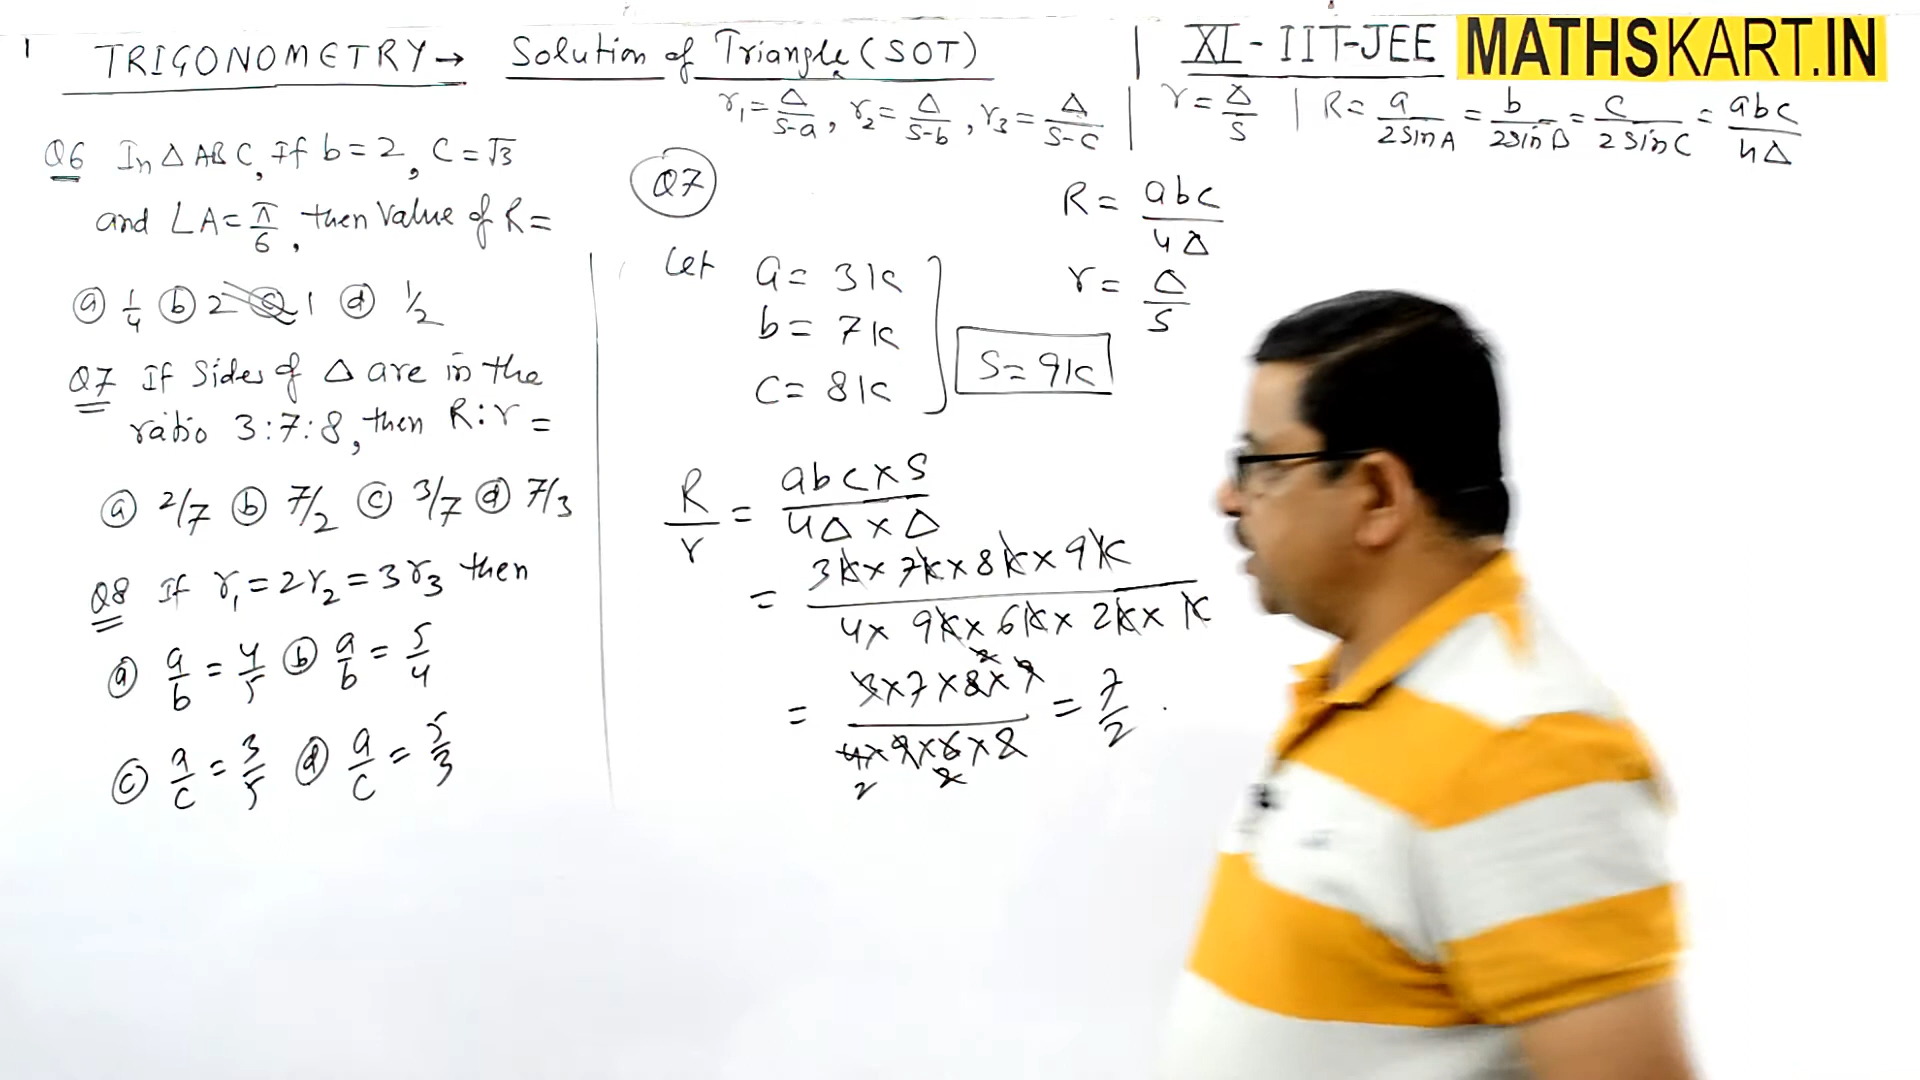 1
TRIGONOMETRY → Solution of Triangle (SOT) | XI - IIT-JEE MATHSKART.IN
r₁ = Δ/(s-a), r₂ = Δ/(s-b), r₃ = Δ/(s-c) | r = Δ/s | R = a/(2 sin A) = b/(2 sin B) = c/(2 sin C) = abc/4Δ
Q6 In Δ ABC, If b = 2, c = √3
and ∠A = π/6, then value of R =
(a) 1/4 (b) 2 (c) 1 (d) 1/2
Q7 If Sides of Δ are in the
ratio 3:7:8, then R:r =
(a) 2/7 (b) 7/2 (c) 3/7 (d) 7/3
Q8 If r₁ = 2r₂ = 3r₃ then
(a) a/b = 4/5 (b) a/b = 5/4
(c) a/c = 3/5 (d) a/c = 5/3
Q7
Let a = 3k
b = 7k
c = 8k
S = 9k
R = abc/4Δ
r = Δ/s
R/r = (abc × s)/(4Δ × Δ)
= (3k × 7k × 8k × 9k)/(4 × 9k × 6k × 2k × k)
= (3 × 7 × 8 × 9)/(4 × 9 × 6 × 2) = 7/2